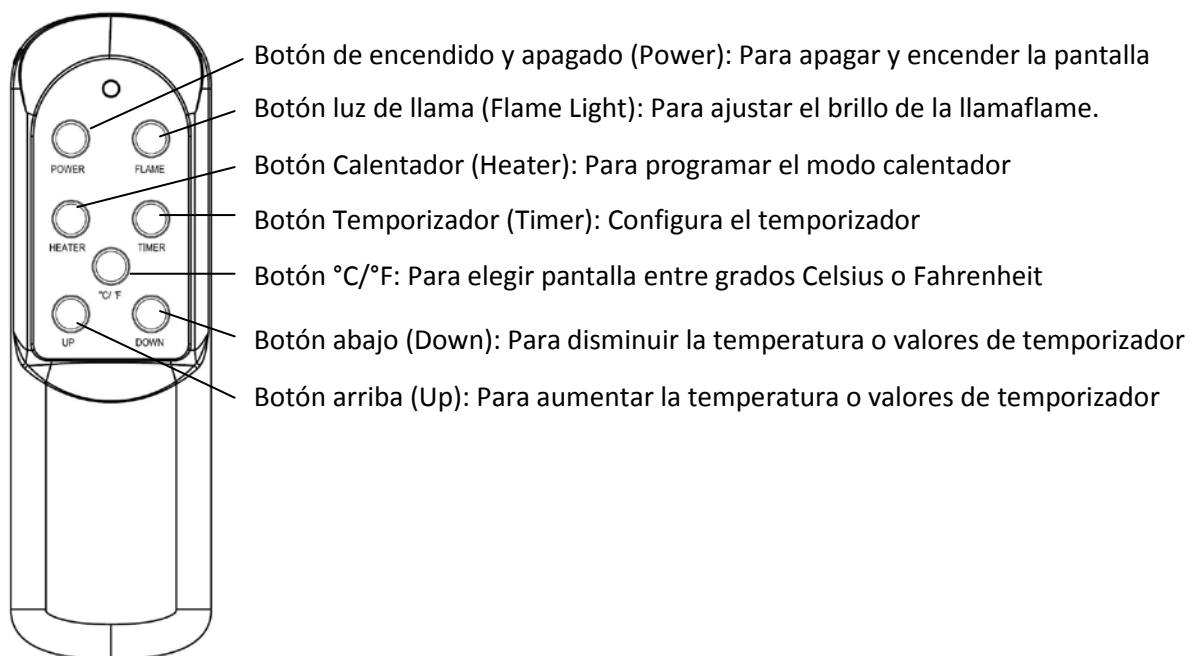 Botón de encendido y apagado (Power): Para apagar y encender la pantalla
Botón luz de llama (Flame Light): Para ajustar el brillo de la llamaflame.
POWER FLAME
Botón Calentador (Heater): Para programar el modo calentador
Botón Temporizador (Timer): Configura el temporizador
HEATER TIMER
Botón °C/°F: Para elegir pantalla entre grados Celsius o Fahrenheit
°C/ °F
Botón abajo (Down): Para disminuir la temperatura o valores de temporizador
UP DOWN
Botón arriba (Up): Para aumentar la temperatura o valores de temporizador